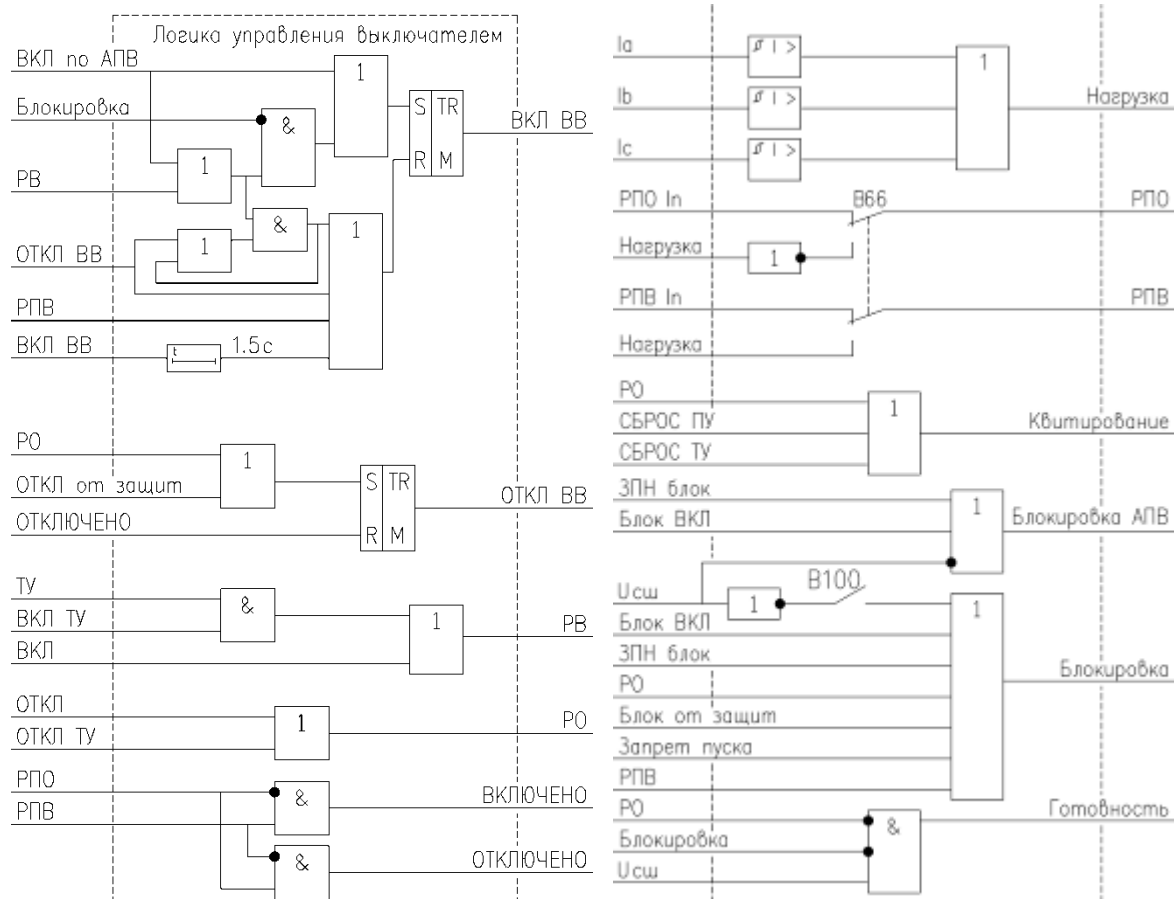 Логика управления выключателем
ВКЛ по АПВ
1
Блокировка
&
S TR
ВКЛ ВВ
R M
РВ
1
&
1
ОТКЛ ВВ
1
РПВ
ВКЛ ВВ
t
1.5с
РО
1
ОТКЛ от защит
S TR
ОТКЛ ВВ
ОТКЛЮЧЕНО
R M
ТУ
&
ВКЛ ТУ
1
РВ
ВКЛ
ОТКЛ
1
РО
ОТКЛ ТУ
РПО
&
ВКЛЮЧЕНО
РПВ
&
ОТКЛЮЧЕНО
Ia
I >
1
Ib
I >
Нагрузка
Ic
I >
РПО In
В66
РПО
Нагрузка
1
РПВ In
РПВ
Нагрузка
РО
1
СБРОС ПУ
Квитирование
СБРОС ТУ
ЗПН блок
1
Блок ВКЛ
Блокировка АПВ
Uсш
1
В100
1
Блок ВКЛ
ЗПН блок
Блокировка
РО
Блок от защит
Запрет пуска
РПВ
РО
&
Готовность
Блокировка
Uсш